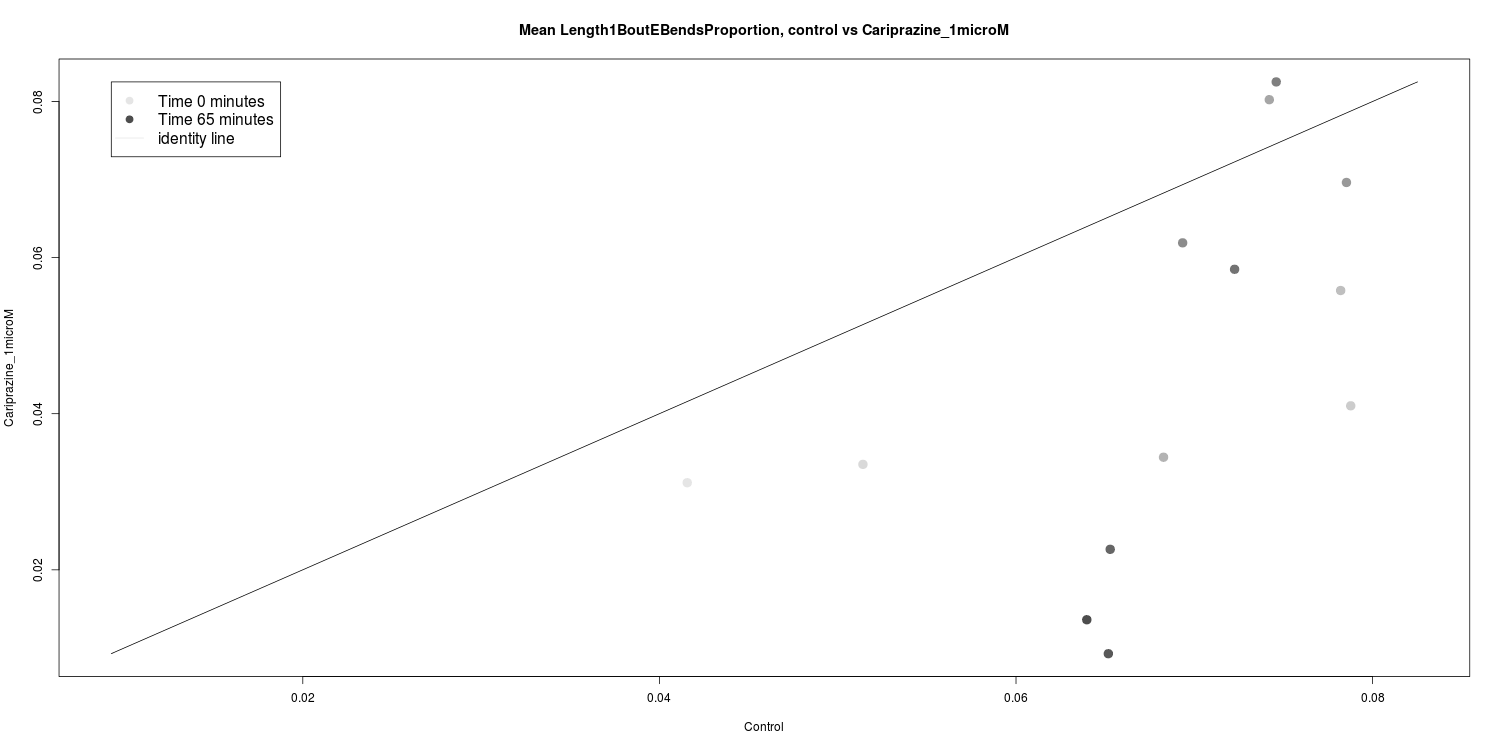 Mean Length1BoutEBendsProportion, control vs Cariprazine_1microM
Time 0 minutes
Time 65 minutes
identity line
Cariprazine_1microM
0.08
0.06
0.04
0.02
0.02
0.04
0.06
0.08
Control